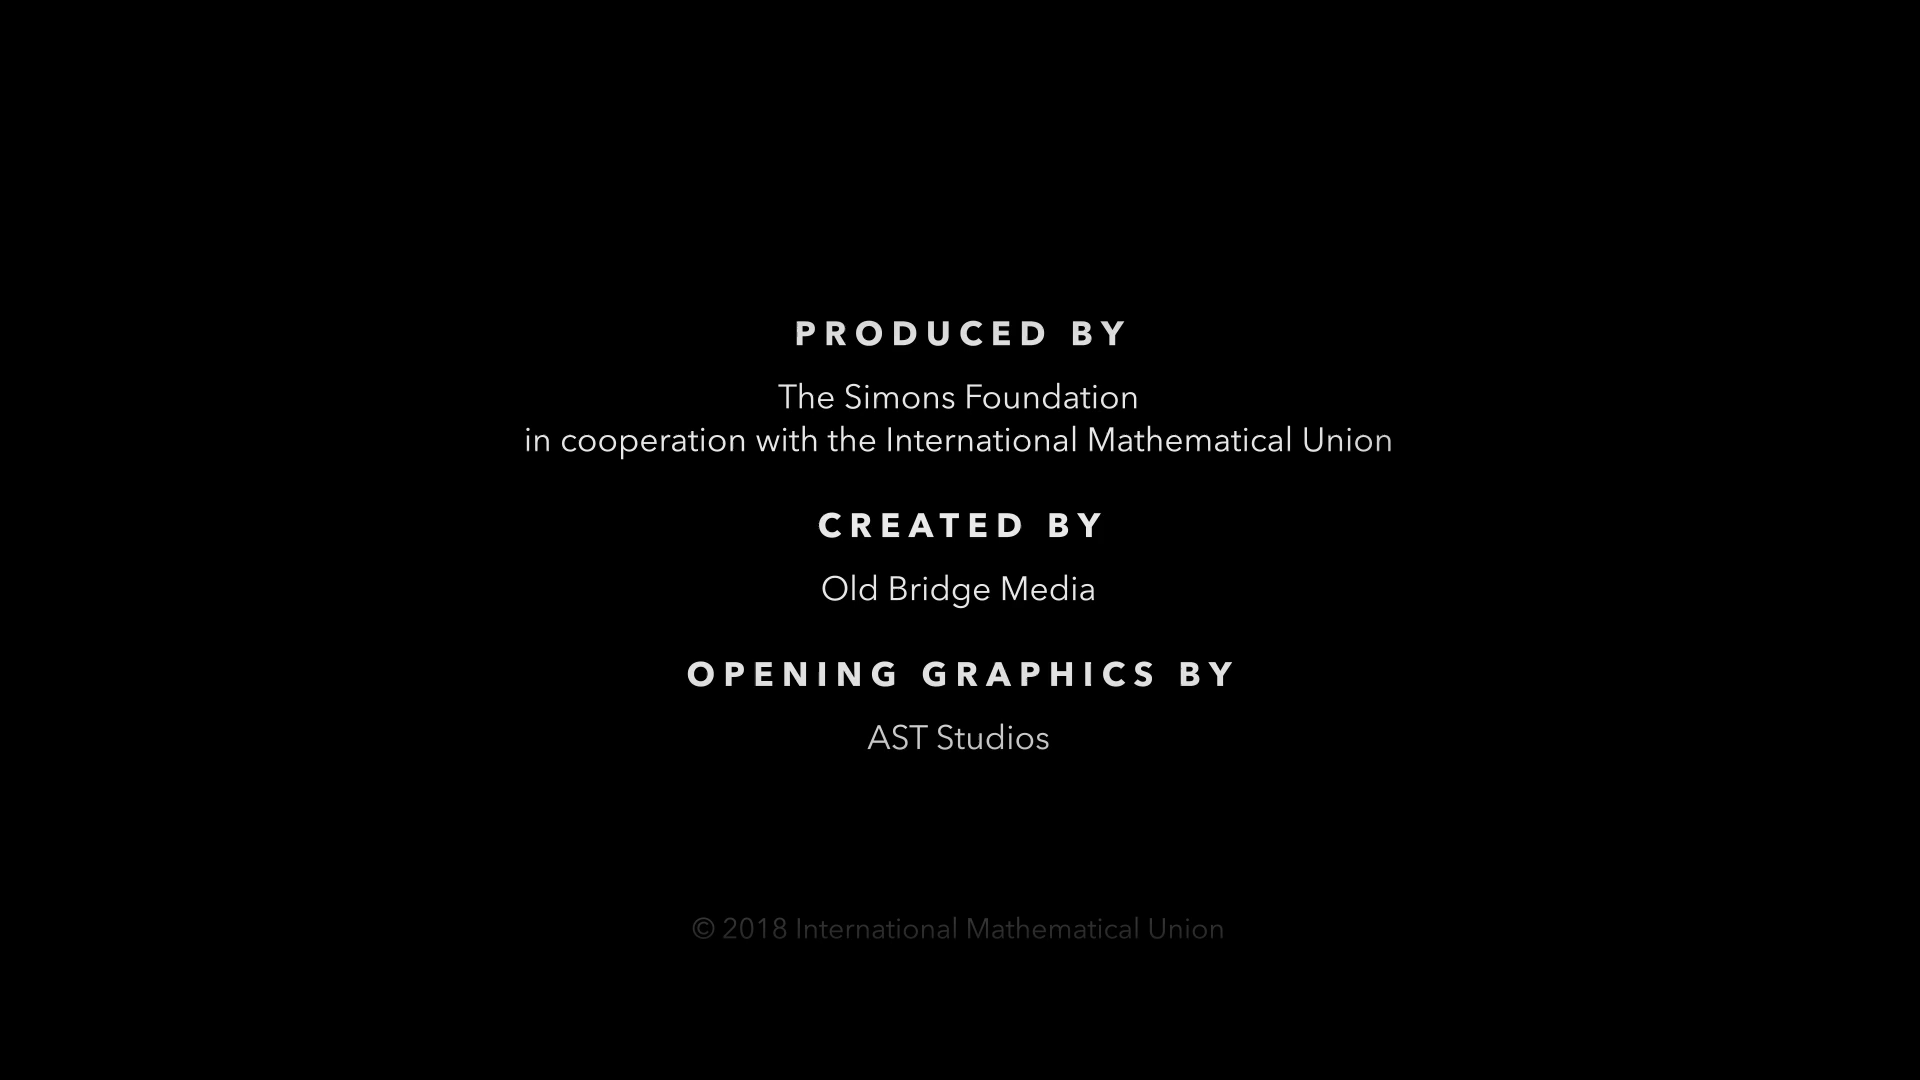 PRODUCED BY
The Simons Foundation
in cooperation with the International Mathematical Union
CREATED BY
Old Bridge Media
OPENING GRAPHICS BY
AST Studios
© 2018 International Mathematical Union